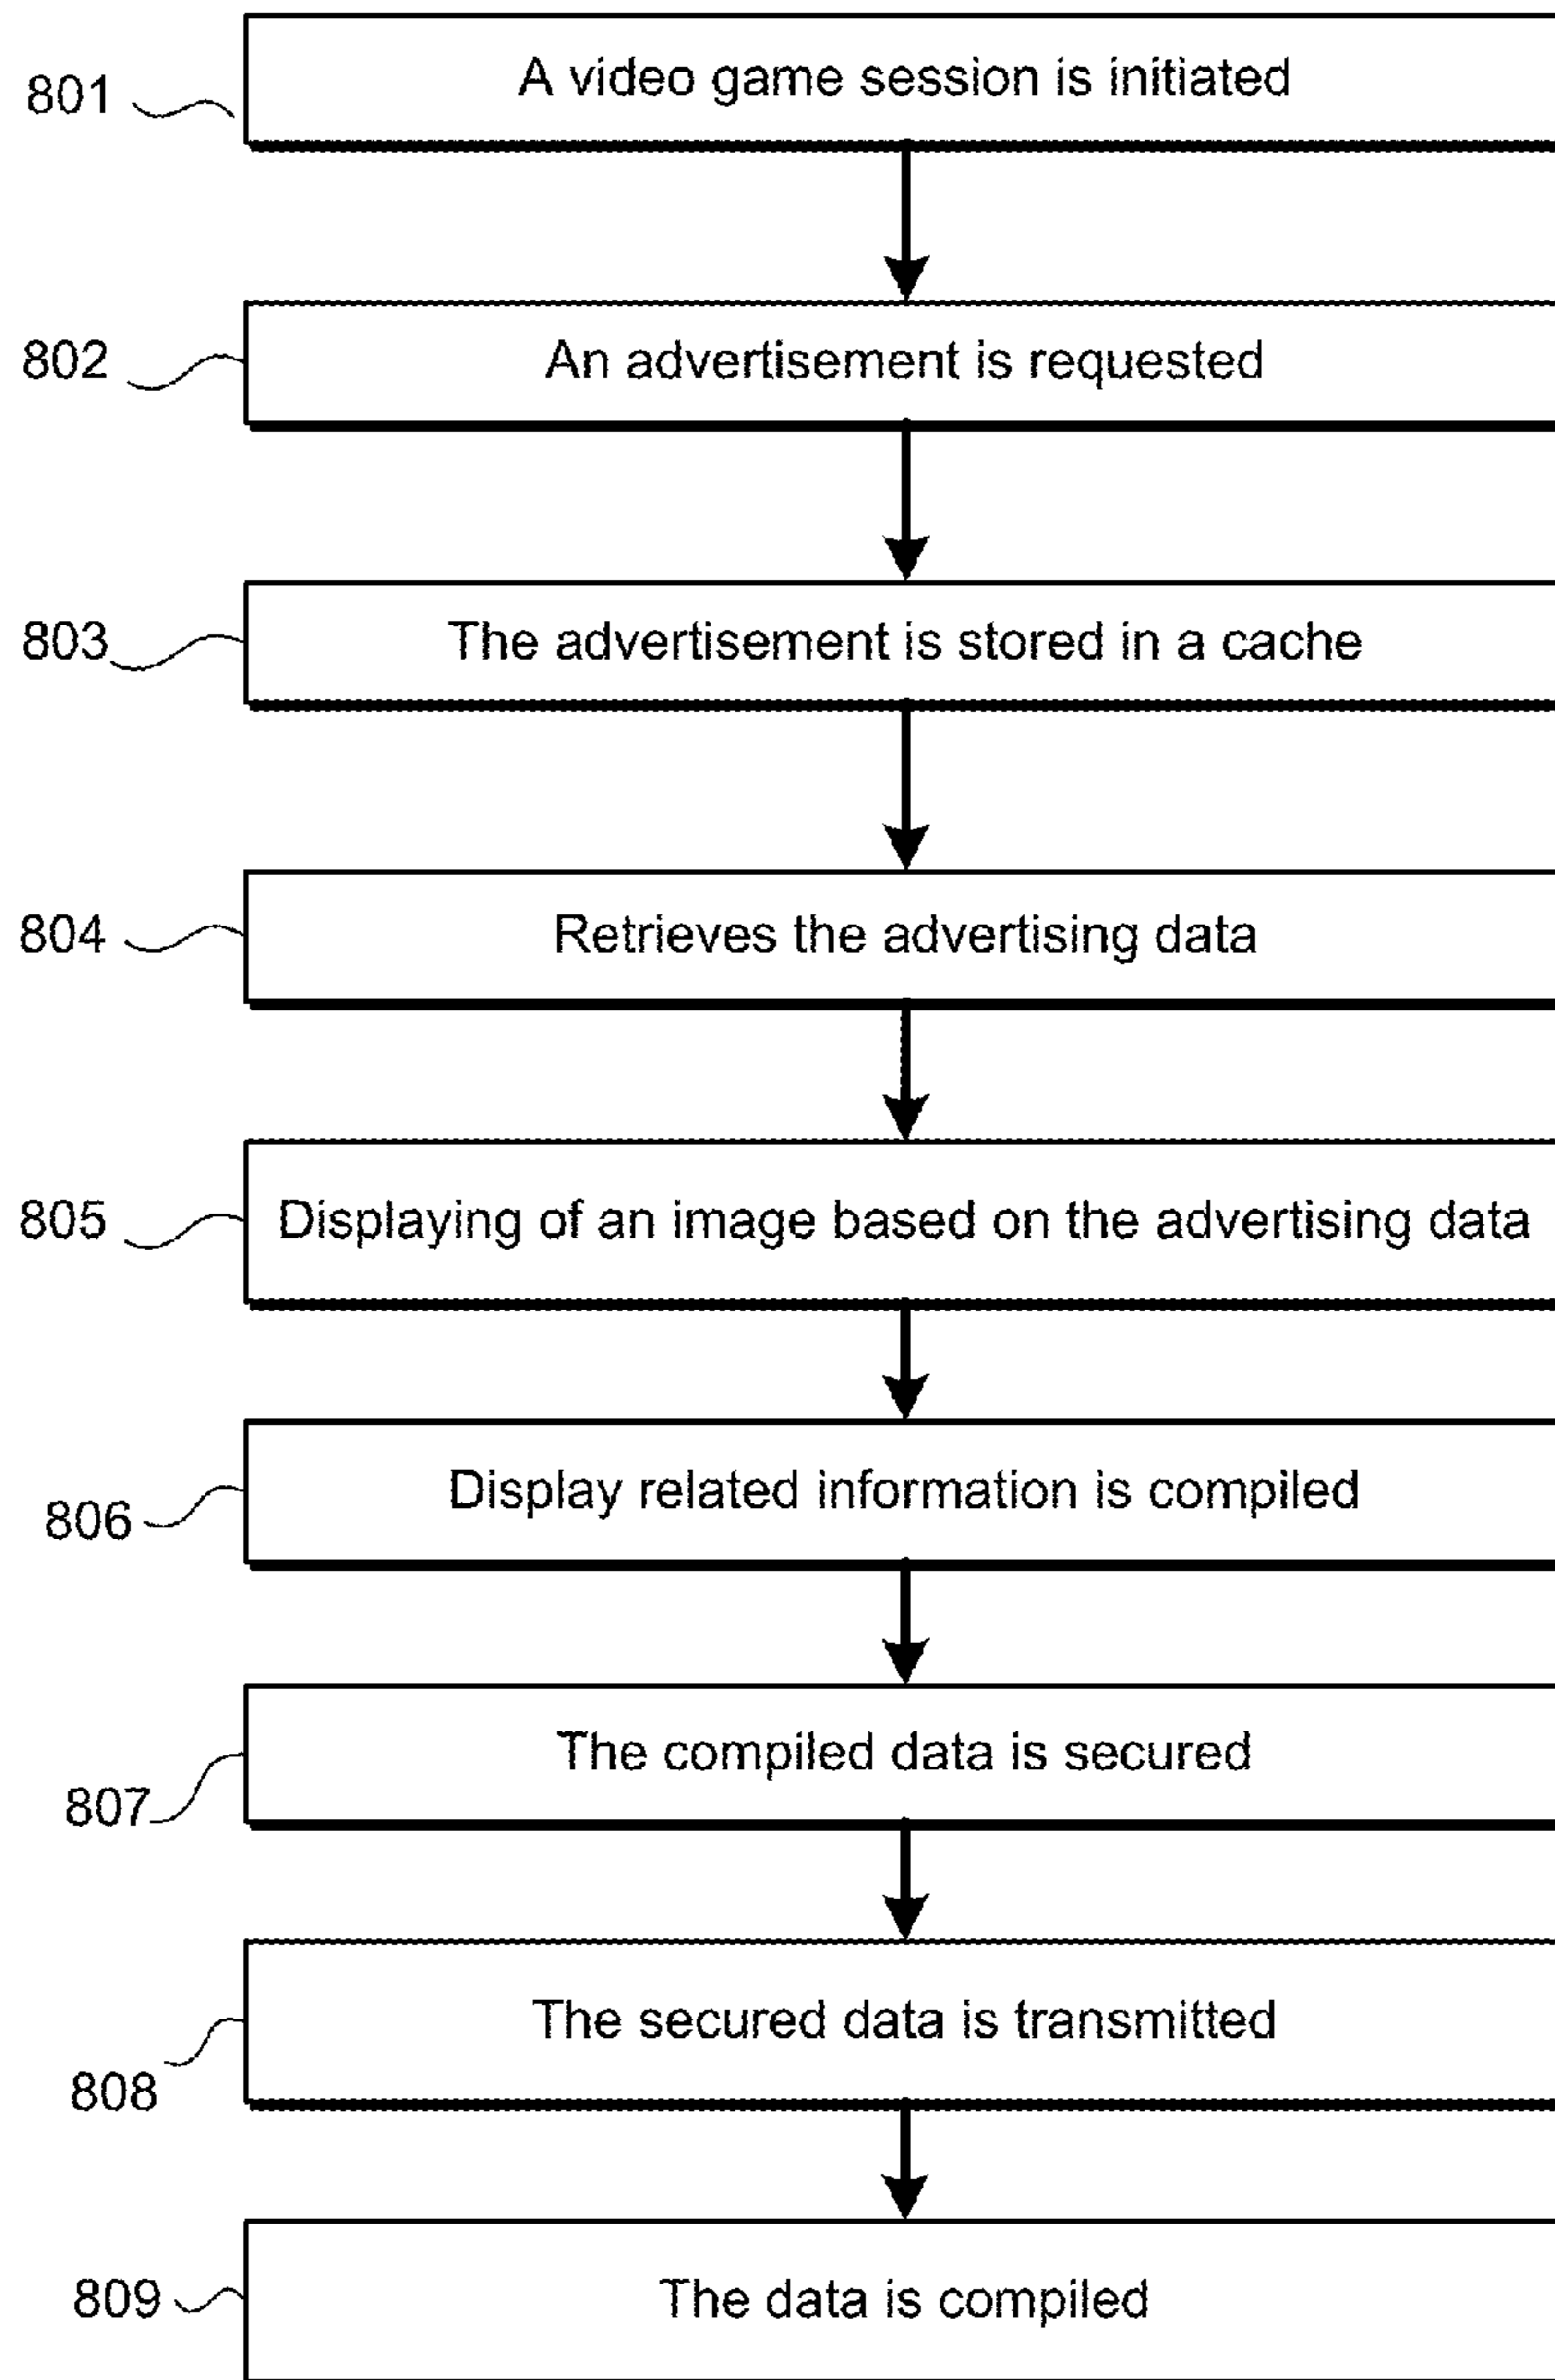 801 A video game session is initiated
802 An advertisement is requested
803 The advertisement is stored in a cache
804 Retrieves the advertising data
805 Displaying of an image based on the advertising data
806 Display related information is compiled
807 The compiled data is secured
808 The secured data is transmitted
809 The data is compiled